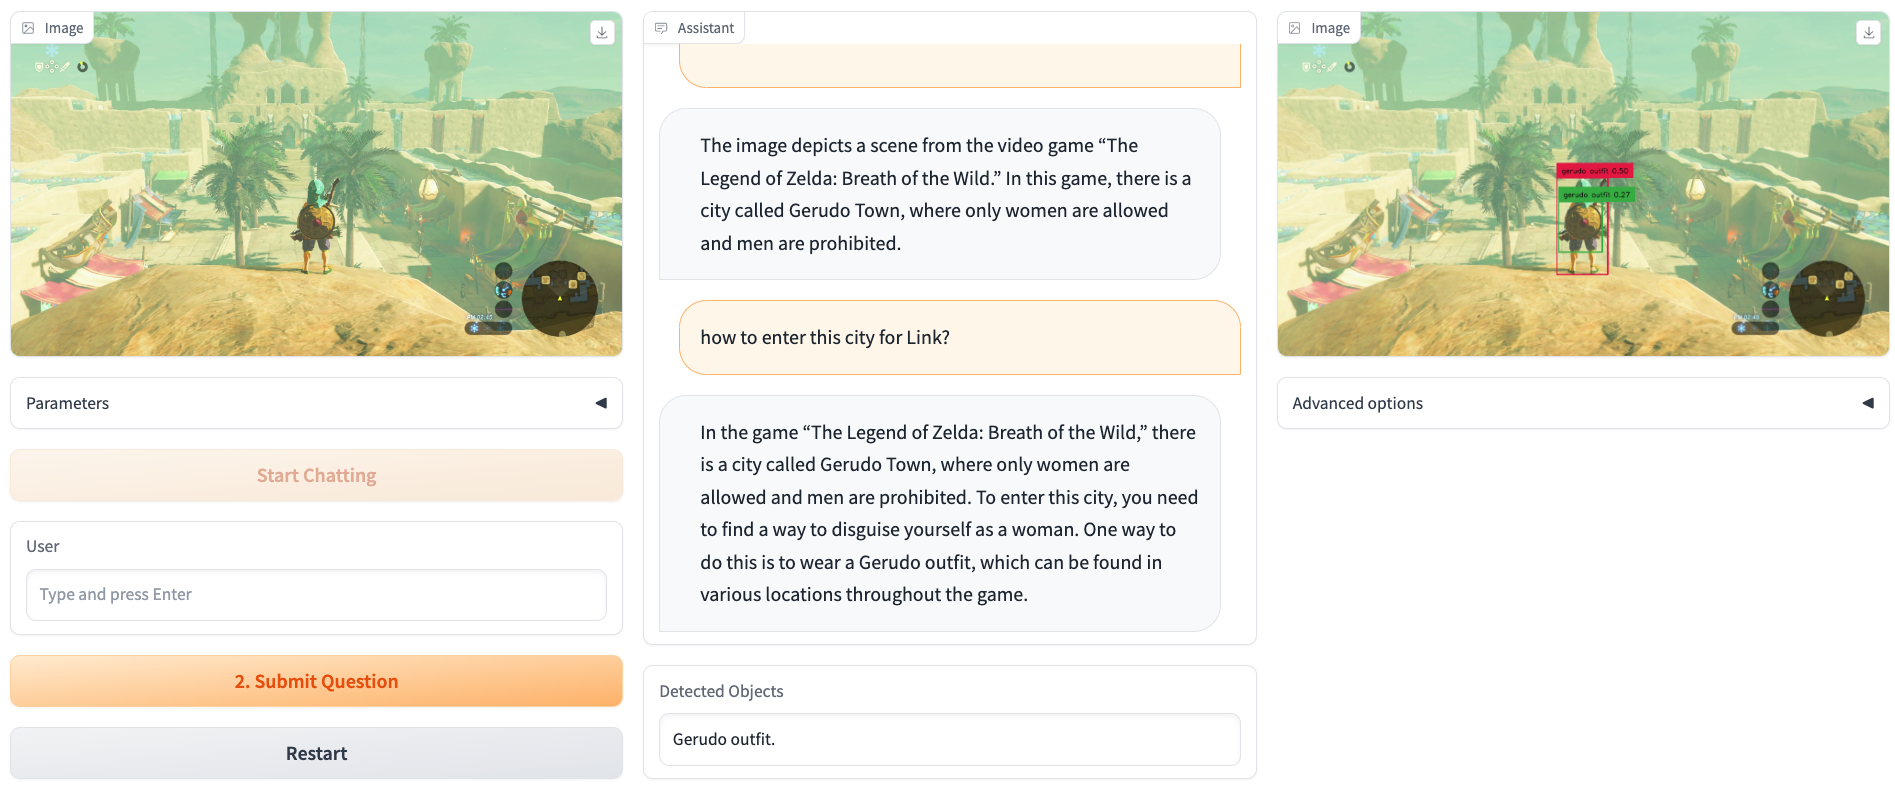 Image
PM 02:45
Parameters
Start Chatting
User
Type and press Enter
2. Submit Question
Restart
Assistant
The image depicts a scene from the video game “The
Legend of Zelda: Breath of the Wild.” In this game, there is a
city called Gerudo Town, where only women are allowed
and men are prohibited.
how to enter this city for Link?
In the game “The Legend of Zelda: Breath of the Wild,” there
is a city called Gerudo Town, where only women are
allowed and men are prohibited. To enter this city, you need
to find a way to disguise yourself as a woman. One way to
do this is to wear a Gerudo outfit, which can be found in
various locations throughout the game.
Detected Objects
Gerudo outfit.
Image
gerudo outfit 0.50
gerudo outfit 0.27
PM 02:45
Advanced options